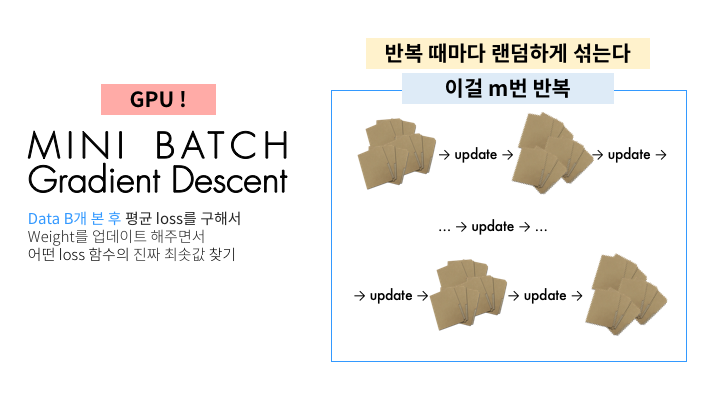 GPU !
MINI BATCH
Gradient Descent
Data B개 본 후 평균 loss를 구해서
Weight를 업데이트 해주면서
어떤 loss 함수의 진짜 최솟값 찾기
반복 때마다 랜덤하게 섞는다
이걸 m번 반복
→ update → → update →
... → update → ...
→ update → → update →